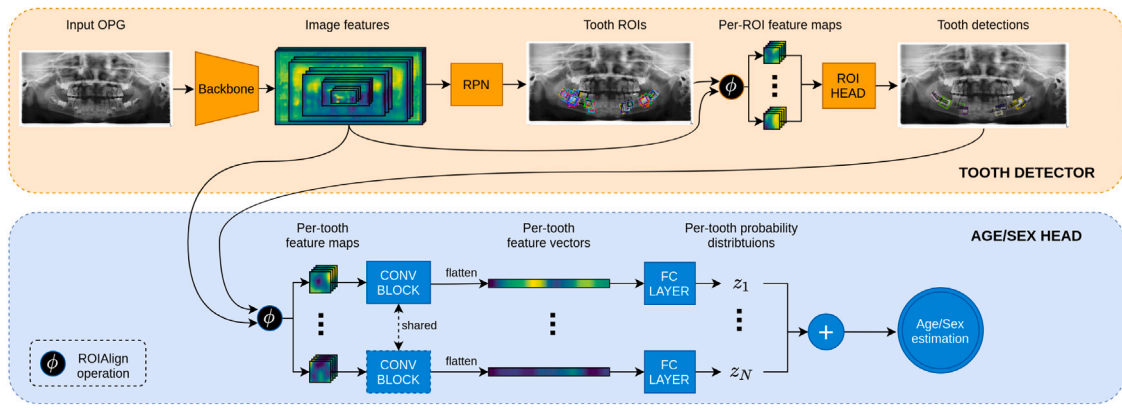 Input OPG
Image features
Tooth ROIs
Per-ROI feature maps
Tooth detections
Backbone
RPN
ϕ
ROI
HEAD
TOOTH DETECTOR
AGE/SEX HEAD
Per-tooth
feature maps
Per-tooth
feature vectors
Per-tooth probability
distribtuions
CONV
BLOCK
flatten
FC
LAYER
z1
ϕ
shared
+
Age/Sex
estimation
CONV
BLOCK
flatten
FC
LAYER
zN
ϕ
ROIAlign
operation